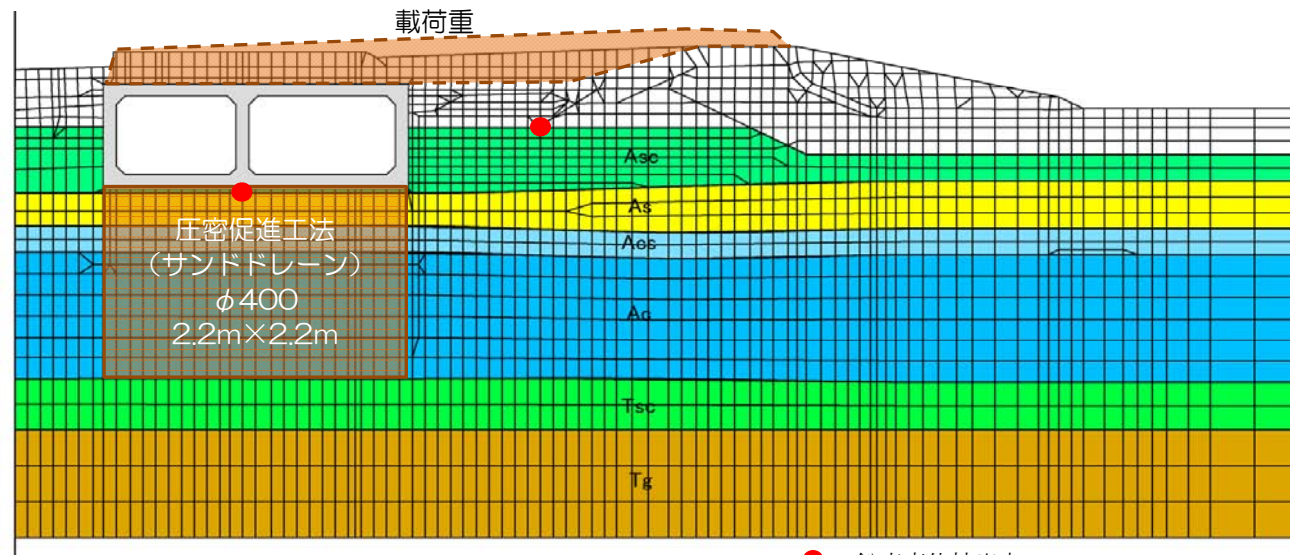 載荷重
Asc
As
圧密促進工法
（サンドドレーン）
φ400
2.2m×2.2m
Acs
Ac
Tsc
Tg